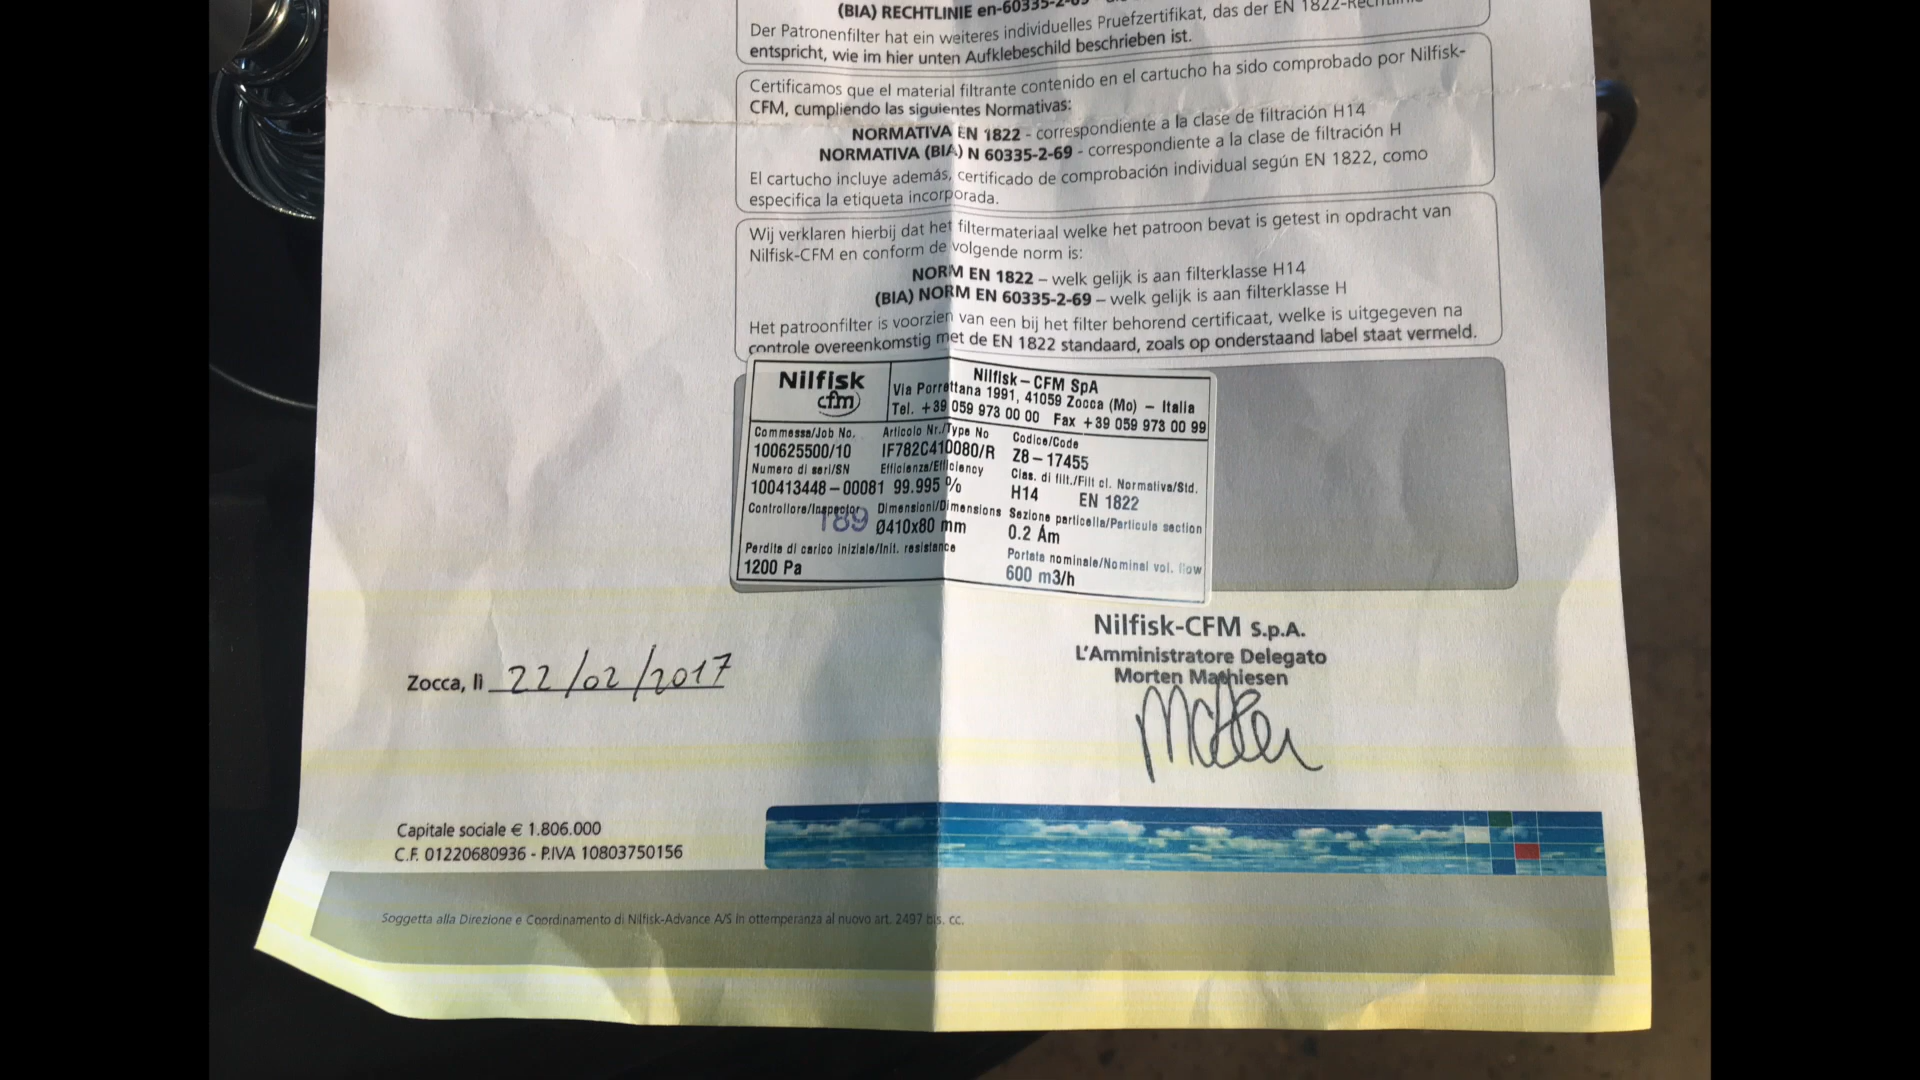 (BIA) RECHTLINIE en-60335-2-69
Der Patronenfilter hat ein weiteres individuelles Pruefzertifikat, das der EN 1822-Rechtlinie
entspricht, wie im hier unten Aufklebeschild beschrieben ist.
Certificamos que el material filtrante contenido en el cartucho ha sido comprobado por Nilfisk-
CFM, cumpliendo las siguientes Normativas:
NORMATIVA EN 1822 - correspondiente a la clase de filtración H14
NORMATIVA (BIA) N 60335-2-69 - correspondiente a la clase de filtración H
El cartucho incluye además, certificado de comprobación individual según EN 1822, como
especifica la etiqueta incorporada.
Wij verklaren hierbij dat het filtermateriaal welke het patroon bevat is getest in opdracht van
Nilfisk-CFM en conform de volgende norm is:
NORM EN 1822 – welk gelijk is aan filterklasse H14
(BIA) NORM EN 60335-2-69 – welk gelijk is aan filterklasse H
Het patroonfilter is voorzien van een bij het filter behorend certificaat, welke is uitgegeven na
controle overeenkomstig met de EN 1822 standaard, zoals op onderstaand label staat vermeld.
Nilfisk
cfm
Nilfisk – CFM SpA
Via Porrettana 1991, 41059 Zocca (Mo) – Italia
Tel. +39 059 973 00 00 Fax +39 059 973 00 99
Commessa/Job No. Articolo Nr./Type No Codice/Code
100625500/10 IF782C410080/R Z8-17455
Numero di seri/SN Efficienza/Efficiency Clas. di filt./Filt cl. Normativa/Std.
100413448-00081 99.995 % H14 EN 1822
Controllore/Inspector Dimensioni/Dimensions Sezione particella/Particule section
189 Ø410x80 mm 0.2 Am
Perdita di carico iniziale/Init. resistance Portata nominale/Nominal vol. flow
1200 Pa 600 m3/h
Nilfisk-CFM S.p.A.
L'Amministratore Delegato
Morten Mathiesen
Zocca, lì 22/02/2017
Capitale sociale € 1.806.000
C.F. 01220680936 - P.IVA 10803750156
Soggetta alla Direzione e Coordinamento di Nilfisk-Advance A/S in ottemperanza al nuovo art. 2497 bis. cc.